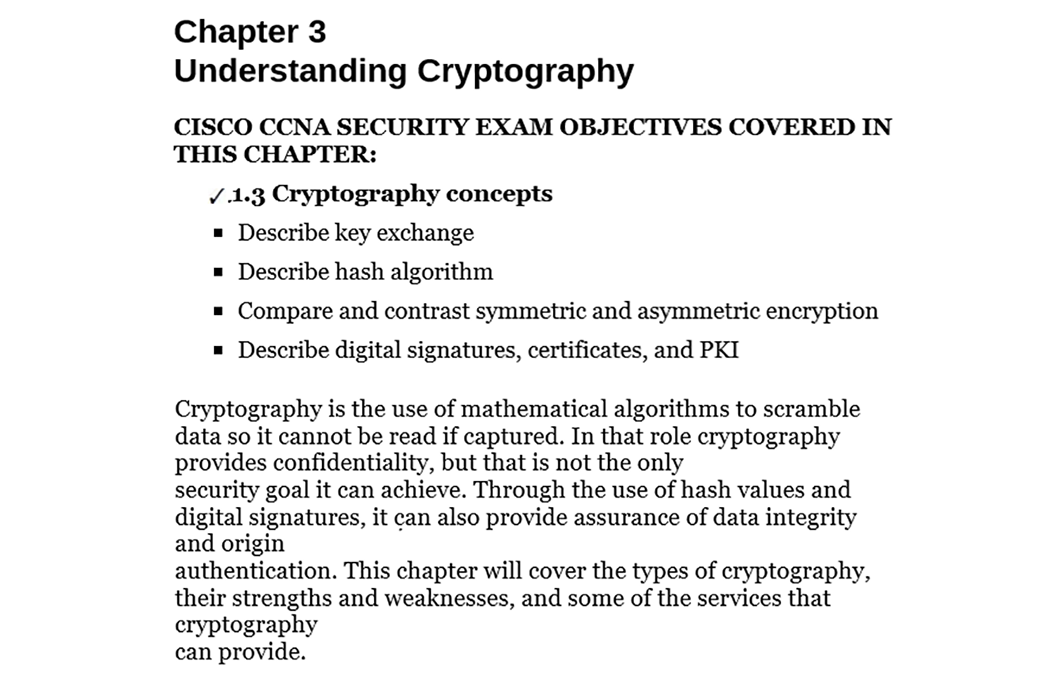 Chapter 3
Understanding Cryptography
CISCO CCNA SECURITY EXAM OBJECTIVES COVERED IN
THIS CHAPTER:
✓.1.3 Cryptography concepts
▪ Describe key exchange
▪ Describe hash algorithm
▪ Compare and contrast symmetric and asymmetric encryption
▪ Describe digital signatures, certificates, and PKI
Cryptography is the use of mathematical algorithms to scramble
data so it cannot be read if captured. In that role cryptography
provides confidentiality, but that is not the only
security goal it can achieve. Through the use of hash values and
digital signatures, it can also provide assurance of data integrity
and origin
authentication. This chapter will cover the types of cryptography,
their strengths and weaknesses, and some of the services that
cryptography
can provide.